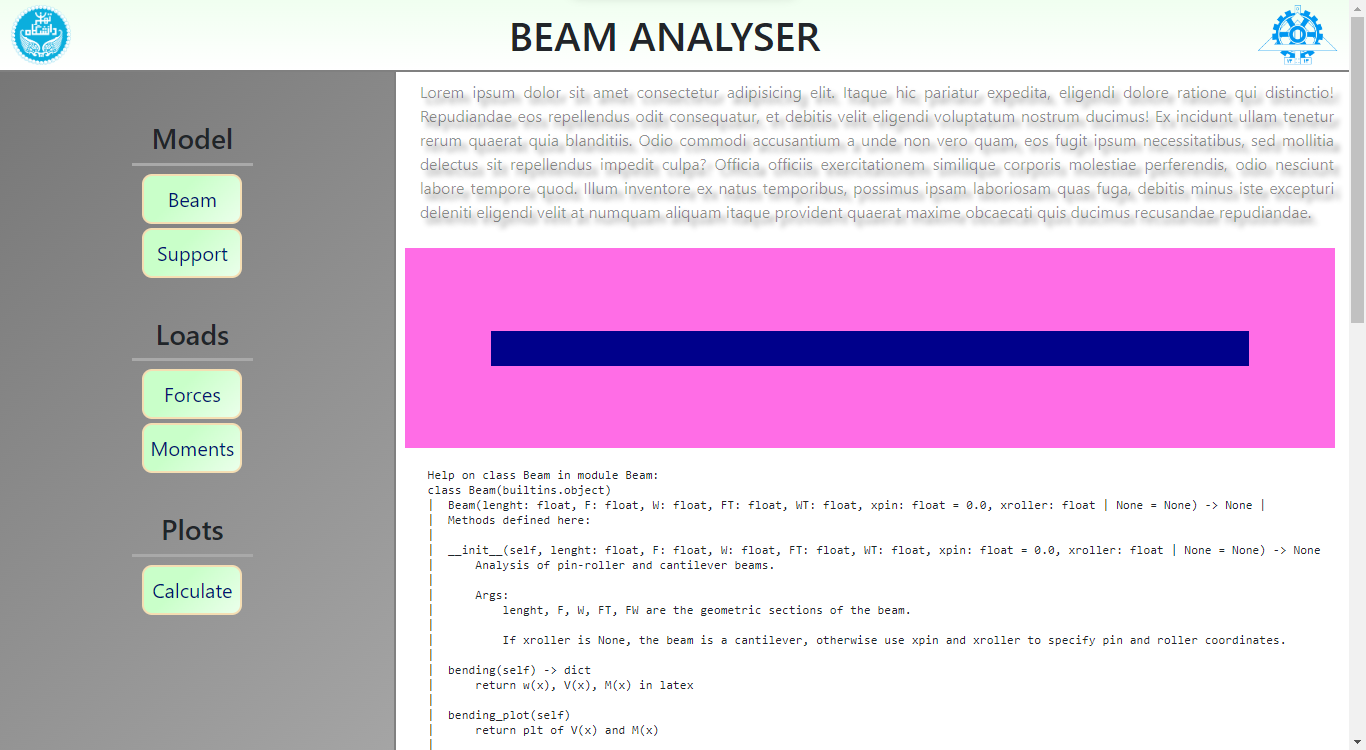 BEAM ANALYSER
Model
Beam
Support
Loads
Forces
Moments
Plots
Calculate
Lorem ipsum dolor sit amet consectetur adipisicing elit. Itaque hic pariatur expedita, eligendi dolore ratione qui distinctio!
Repudiandae eos repellendus odit consequatur, et debitis velit eligendi voluptatum nostrum ducimus! Ex incidunt ullam tenetur
rerum quaerat quia blanditiis. Odio commodi accusantium a unde non vero quam, eos fugit ipsum necessitatibus, sed mollitia
delectus sit repellendus impedit culpa? Officia officiis exercitationem similique corporis molestiae perferendis, odio nesciunt
labore tempore quod. Illum inventore ex natus temporibus, possimus ipsam laboriosam quas fuga, debitis minus iste excepturi
deleniti eligendi velit at numquam aliquam itaque provident quaerat maxime obcaecati quis ducimus recusandae repudiandae.
Help on class Beam in module Beam:
class Beam(builtins.object)
| Beam(lenght: float, F: float, W: float, FT: float, WT: float, xpin: float = 0.0, xroller: float | None = None) -> None |
| Methods defined here:
|
| __init__(self, lenght: float, F: float, W: float, FT: float, WT: float, xpin: float = 0.0, xroller: float | None = None) -> None
| Analysis of pin-roller and cantilever beams.
|
| Args:
| lenght, F, W, FT, FW are the geometric sections of the beam.
|
| If xroller is None, the beam is a cantilever, otherwise use xpin and xroller to specify pin and roller coordinates.
|
| bending(self) -> dict
| return w(x), V(x), M(x) in latex
|
| bending_plot(self)
| return plt of V(x) and M(x)
|